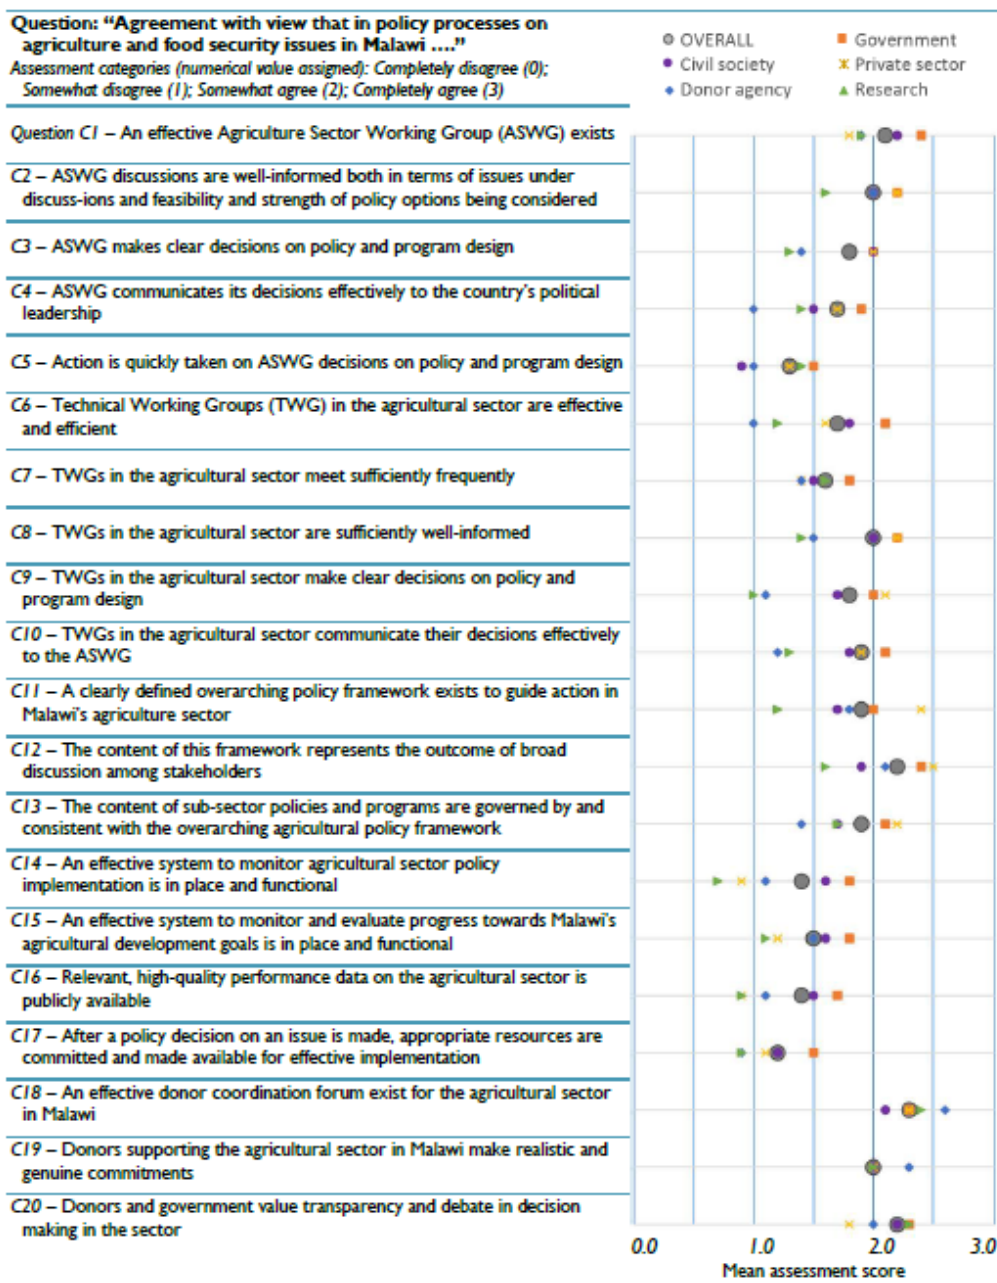 Question: “Agreement with view that in policy processes on
agriculture and food security issues in Malawi ....”
Assessment categories (numerical value assigned): Completely disagree (0);
Somewhat disagree (1); Somewhat agree (2); Completely agree (3)
OVERALL
Government
Civil society
Private sector
Donor agency
Research
Question C1 – An effective Agriculture Sector Working Group (ASWG) exists
C2 – ASWG discussions are well-informed both in terms of issues under
discuss-ions and feasibility and strength of policy options being considered
C3 – ASWG makes clear decisions on policy and program design
C4 – ASWG communicates its decisions effectively to the country’s political
leadership
C5 – Action is quickly taken on ASWG decisions on policy and program design
C6 – Technical Working Groups (TWG) in the agricultural sector are effective
and efficient
C7 – TWGs in the agricultural sector meet sufficiently frequently
C8 – TWGs in the agricultural sector are sufficiently well-informed
C9 – TWGs in the agricultural sector make clear decisions on policy and
program design
C10 – TWGs in the agricultural sector communicate their decisions effectively
to the ASWG
C11 – A clearly defined overarching policy framework exists to guide action in
Malawi’s agriculture sector
C12 – The content of this framework represents the outcome of broad
discussion among stakeholders
C13 – The content of sub-sector policies and programs are governed by and
consistent with the overarching agricultural policy framework
C14 – An effective system to monitor agricultural sector policy
implementation is in place and functional
C15 – An effective system to monitor and evaluate progress towards Malawi’s
agricultural development goals is in place and functional
C16 – Relevant, high-quality performance data on the agricultural sector is
publicly available
C17 – After a policy decision on an issue is made, appropriate resources are
committed and made available for effective implementation
C18 – An effective donor coordination forum exist for the agricultural sector
in Malawi
C19 – Donors supporting the agricultural sector in Malawi make realistic and
genuine commitments
C20 – Donors and government value transparency and debate in decision
making in the sector
0.0 1.0 2.0 3.0
Mean assessment score